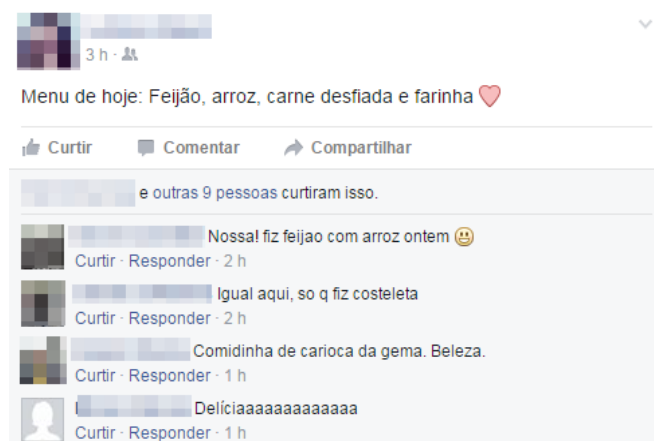 3 h ·
Menu de hoje: Feijão, arroz, carne desfiada e farinha
Curtir Comentar Compartilhar
e outras 9 pessoas curtiram isso.
Nossa! fiz feijao com arroz ontem
Curtir · Responder · 2 h
Igual aqui, so q fiz costeleta
Curtir · Responder · 2 h
Comidinha de carioca da gema. Beleza.
Curtir · Responder · 1 h
Delíciaaaaaaaaaaaaa
Curtir · Responder · 1 h